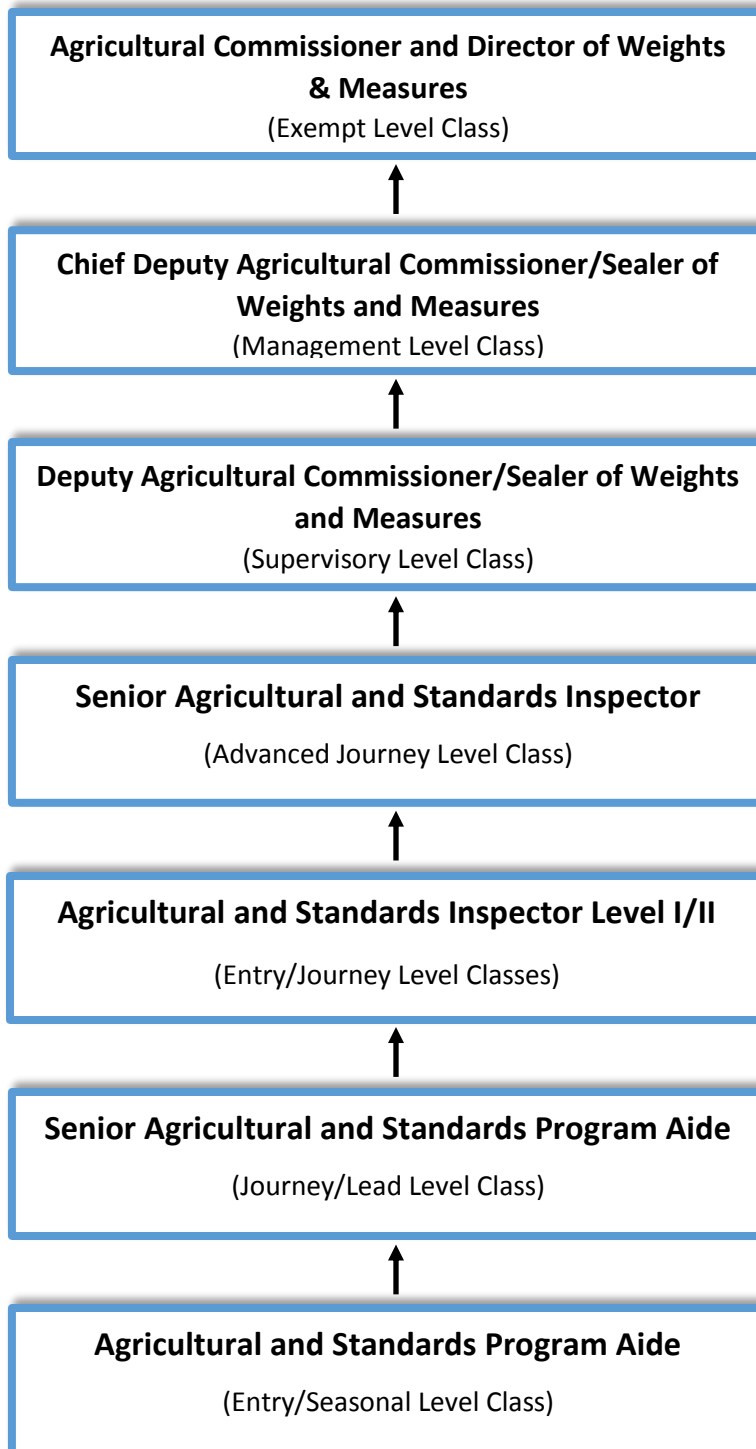 Agricultural Commissioner and Director of Weights
& Measures
(Exempt Level Class)
Chief Deputy Agricultural Commissioner/Sealer of
Weights and Measures
(Management Level Class)
Deputy Agricultural Commissioner/Sealer of Weights
and Measures
(Supervisory Level Class)
Senior Agricultural and Standards Inspector
(Advanced Journey Level Class)
Agricultural and Standards Inspector Level I/II
(Entry/Journey Level Classes)
Senior Agricultural and Standards Program Aide
(Journey/Lead Level Class)
Agricultural and Standards Program Aide
(Entry/Seasonal Level Class)